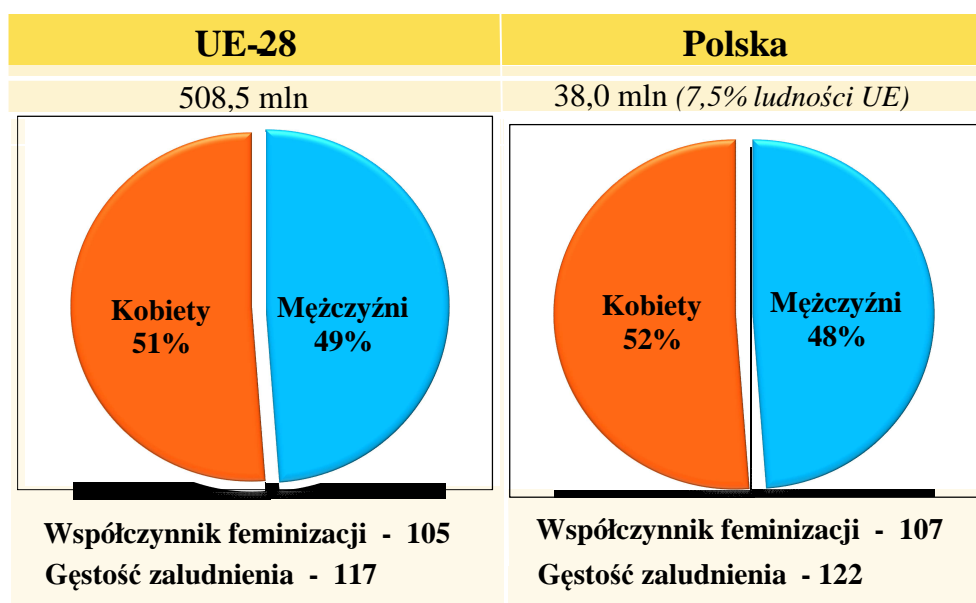 UE-28
508,5 mln
Kobiety
51%
Mężczyźni
49%
Współczynnik feminizacji - 105
Gęstość zaludnienia - 117
Polska
38,0 mln (7,5% ludności UE)
Kobiety
52%
Mężczyźni
48%
Współczynnik feminizacji - 107
Gęstość zaludnienia - 122